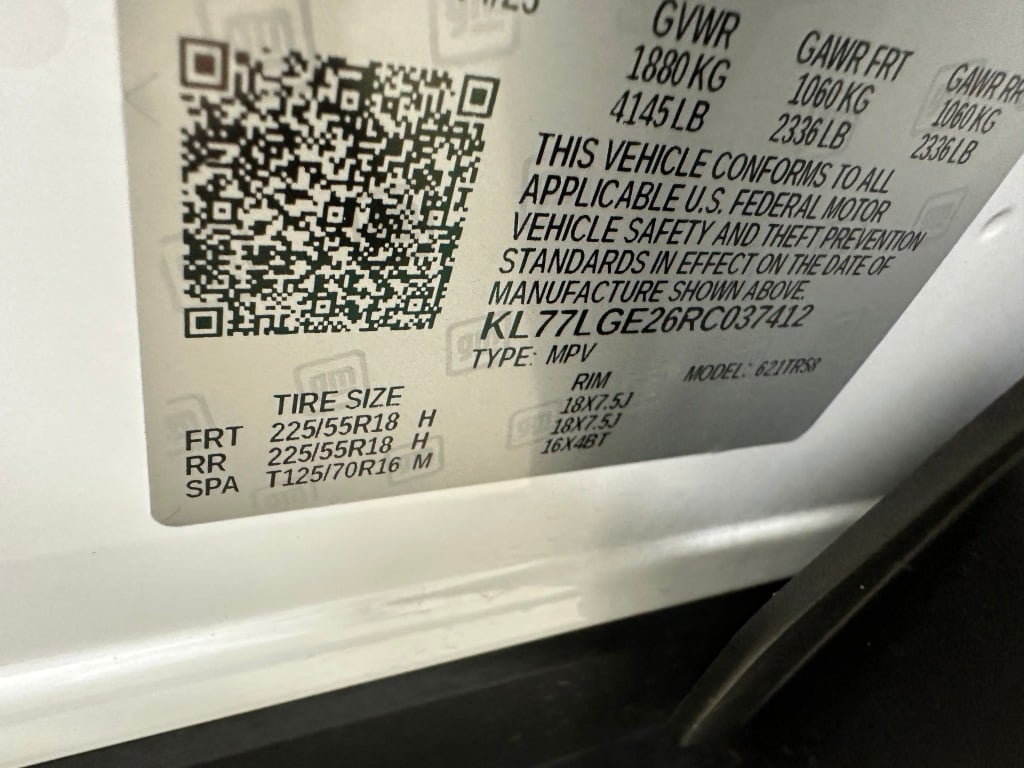 GVWR GAWR FRT GAWR RR
1880 KG 1060 KG 1060 KG
4145 LB 2336 LB 2336 LB
THIS VEHICLE CONFORMS TO ALL
APPLICABLE U.S. FEDERAL MOTOR
VEHICLE SAFETY AND THEFT PREVENTION
STANDARDS IN EFFECT ON THE DATE OF
MANUFACTURE SHOWN ABOVE.
KL77LGE26RC037412
TYPE: MPV MODEL: 621TR58
TIRE SIZE RIM
FRT 225/55R18 H 18X7.5J
RR 225/55R18 H 18X7.5J
SPA T125/70R16 M 16X4BT
gm